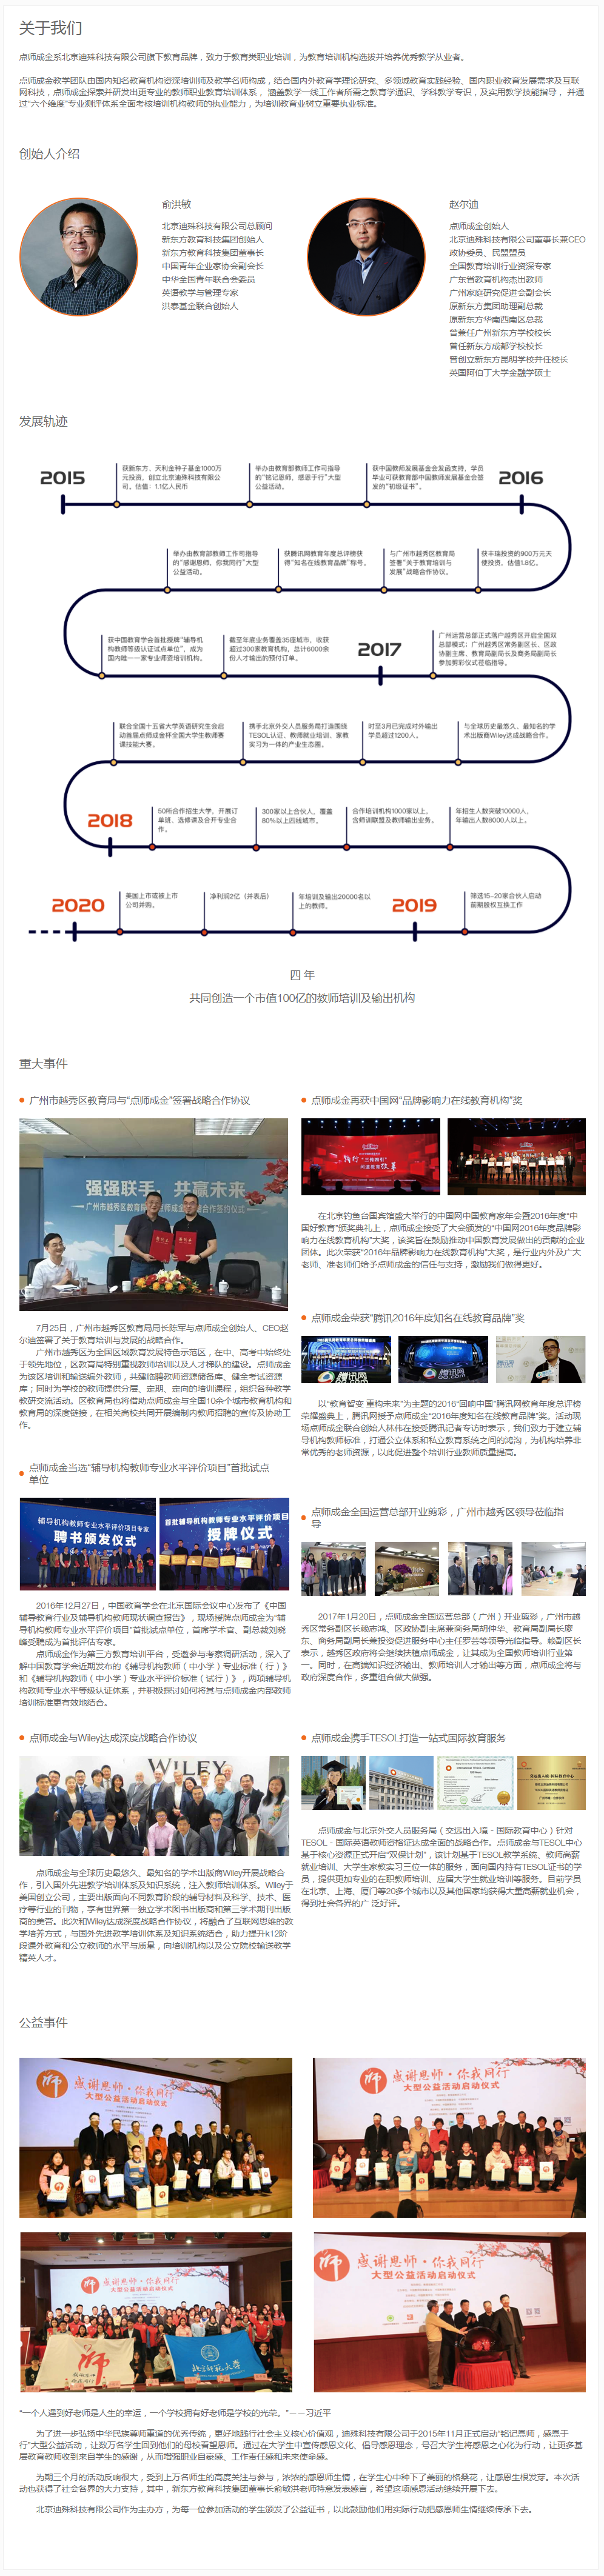 关于我们
点师成金系北京迪殊科技有限公司旗下教育品牌，致力于教育类职业培训，为教育培训机构选拔并培养优秀教学从业者。
点师成金教学团队由国内知名教育机构资深培训师及教学名师构成，结合国内外教育学理论研究、多领域教育实践经验、国内职业教育发展需求及互联
网科技，点师成金探索并研发出更专业的教师职业教育培训体系， 涵盖教学一线工作者所需之教育学通识、学科教学专识，及实用教学技能指导， 并通
过“六个维度”专业测评体系全面考核培训机构教师的执业能力，为培训教育业树立重要执业标准。
创始人介绍
俞洪敏
北京迪殊科技有限公司总顾问
新东方教育科技集团创始人
新东方教育科技集团董事长
中国青年企业家协会副会长
中华全国青年联合会委员
英语教学与管理专家
洪泰基金联合创始人
赵尔迪
点师成金创始人
北京迪殊科技有限公司董事长兼CEO
政协委员、民盟盟员
全国教育培训行业资深专家
广东省教育机构杰出教师
广州家庭研究促进会副会长
原新东方集团助理副总裁
原新东方华南西南区总裁
曾兼任广州新东方学校校长
曾任新东方成都学校校长
曾创立新东方昆明学校并任校长
英国阿伯丁大学金融学硕士
发展轨迹
2015
获新东方、天利金种子基金1000万
元投资，创立北京迪殊科技有限公
司。估值：1.1亿人民币
举办由教育部教师工作司指导
的“铭记恩师、感恩于行”大型
公益活动。
获中国教师发展基金会发函支持，学员
毕业可获教育部中国教师发展基金会签
发的“初级证书”。
2016
举办由教育部教师工作司指导
的“感谢恩师，你我同行”大型
公益活动。
获腾讯网教育年度总评榜获
得“知名在线教育品牌”称号。
与广州市越秀区教育局
签署“关于教育培训与
发展”战略合作协议。
获丰瑞投资的900万元天
使投资，估值1.8亿。
获中国教育学会首批授牌“辅导机
构教师等级认证试点单位”，成为
国内唯一一家专业师资培训机构。
截至年底业务覆盖35座城市，收获
超过300家教育机构，总计6000余
份人才输出的预付订单。
2017
广州运营总部正式落户越秀区开启全国双
总部模式；广州越秀区常务副区长、区政
协副主席、教育局副局长及商务局副局长
参加剪彩仪式莅临指导。
联合全国十五省大学英语研究生会启
动首届点师成金杯全国大学生教师赛
课技能大赛。
携手北京外交人员服务局打造围绕
TESOL认证、教师就业培训、家教
实习为一体的产业生态圈。
时至3月已完成对外输出
学员超过1200人。
与全球历史最悠久、最知名的学
术出版商Wiley达成战略合作。
2018
50所合作招生大学，开展订
单班、选修课及合开专业合
作。
300家以上合伙人，覆盖
80%以上四线城市。
合作培训机构1000家以上，
含师训联盟及教师输出业务。
年招生人数突破10000人，
年输出人数8000人以上。
2020
美国上市或被上市
公司并购。
净利润2亿（并表后）
年培训及输出20000名以
上的教师。
2019
筛选15-20家合伙人启动
前期股权互换工作
四 年
共同创造一个市值100亿的教师培训及输出机构
重大事件
广州市越秀区教育局与“点师成金”签署战略合作协议
强强联手，共赢未来
7月25日，广州市越秀区教育局局长陈军与点师成金创始人、CEO赵
尔迪签署了关于教育培训与发展的战略合作。
广州市越秀区为全国区域教育发展特色示范区，在中、高考中始终处
于领先地位，区教育局特别重视教师培训以及人才梯队的建设。点师成金
为该区培训和输送编外教师，共建临聘教师资源储备库、健全考试资源
库；同时为学校的教师提供分层、定期、定向的培训课程，组织各种教学
教研交流活动。区教育局也将借助点师成金与全国10余个城市教育机构和
教育局的深度链接，在相关高校共同开展编制内教师招聘的宣传及协助工
作。
点师成金再获中国网“品牌影响力在线教育机构”奖
在北京钓鱼台国宾馆盛大举行的中国网中国教育家年会暨2016年度“中
国好教育”颁奖典礼上，点师成金接受了大会颁发的“中国网2016年度品牌影
响力在线教育机构”大奖，该奖旨在鼓励推动中国教育发展做出的贡献的企业
团体。此次荣获“2016年品牌影响力在线教育机构”大奖，是行业内外及广大
老师、准老师们给予点师成金的信任与支持，激励我们做得更好。
点师成金荣获“腾讯2016年度知名在线教育品牌”奖
腾讯网
腾讯网
以“教育智变 重构未来”为主题的2016“回响中国”腾讯网教育年度总评榜
荣耀盛典上，腾讯网授予点师成金“2016年度知名在线教育品牌”奖。活动现
场点师成金联合创始人林伟在接受腾讯记者专访时表示，我们致力于建立辅
导机构教师标准，打通公立体系和私立教育系统之间的鸿沟，为机构培养非
常优秀的老师资源，以此促进整个培训行业教师质量提高。
点师成金当选“辅导机构教师专业水平评价项目”首批试点
单位
辅导机构教师专业水平评价项目专家
聘书颁发仪式
首批辅导机构教师专业水平评价项目
授牌仪式
2016年12月27日，中国教育学会在北京国际会议中心发布了《中国
辅导教育行业及辅导机构教师现状调查报告》，现场授牌点师成金为“辅
导机构教师专业水平评价项目”首批试点单位，首席学术官、副总裁刘晓
峰受聘成为首批评估专家。
点师成金作为第三方教育培训平台，受邀参与考察调研活动，深入了
解中国教育学会近期发布的《辅导机构教师（中小学）专业标准（行）》
和《辅导机构教师（中小学）专业水平评价标准（试行）》，两项辅导机
构教师专业水平等级认证体系，并积极探讨如何将其与点师成金内部教师
培训标准更有效地结合。
点师成金全国运营总部开业剪彩，广州市越秀区领导莅临指
导
2017年1月20日，点师成金全国运营总部（广州）开业剪彩，广州市越
秀区常务副区长赖志鸿、区政协副主席兼商务局胡仲华、教育局副局长廖
东、商务局副局长兼投资促进服务中心主任罗芸等领导光临指导。赖副区长
表示，越秀区政府将会继续扶植点师成金，让其成为全国教师培训行业第
一。同时，在高端知识经济输出、教师培训人才输出等方面，点师成金将与
政府深度合作，多重组合做大做强。
点师成金与Wiley达成深度战略合作协议
WILEY
点师成金与全球历史最悠久、最知名的学术出版商Wiley开展战略合
作，引入国外先进教学培训体系及知识系统，注入教师培训体系。Wiley于
美国创立公司，主要出版面向不同教育阶段的辅导材料及科学、技术、医
疗等行业的刊物，享有世界第一独立学术图书出版商和第三学术期刊出版
商的美誉。此次和Wiley达成深度战略合作协议，将融合了互联网思维的教
学培养方式，与国外先进教学培训体系及知识系统结合，助力提升k12阶
段课外教育和公立教师的水平与质量，向培训机构以及公立院校输送教学
精英人才。
点师成金携手TESOL打造一站式国际教育服务
点师成金与北京外交人员服务局（交远出入境－国际教育中心）针对
TESOL－国际英语教师资格证达成全面的战略合作。点师成金与TESOL中心
基于核心资源正式开启“双保计划”，该计划基于TESOL教学系统、教师高薪
就业培训、大学生家教实习三位一体的服务，面向国内持有TESOL证书的学
员，提供更加专业的在职教师培训、应届大学生就业培训等服务。目前学员
在北京、上海、厦门等20多个城市以及其他国家均获得大量高薪就业机会，
得到社会各界的广 泛好评。
公益事件
感谢恩师·你我同行
大型公益活动启动仪式
感谢恩师·你我同行
大型公益活动启动仪式
感谢恩师·你我同行
大型公益活动启动仪式
师
北京师范大学
感谢恩师·你我同行
大型公益活动启动仪式
“一个人遇到好老师是人生的幸运，一个学校拥有好老师是学校的光荣。”——习近平
为了进一步弘扬中华民族尊师重道的优秀传统，更好地践行社会主义核心价值观，迪殊科技有限公司于2015年11月正式启动“铭记恩师，感恩于
行”大型公益活动，让数万名学生回到他们的母校看望恩师。通过在大学生中宣传感恩文化、倡导感恩理念，号召大学生将感恩之心化为行动，让更多基
层教育教师收到来自学生的感谢，从而增强职业自豪感、工作责任感和未来使命感。
为期三个月的活动反响很大，受到上万名师生的高度关注与参与，浓浓的感恩师生情，在学生心中种下了美丽的格桑花，让感恩生根发芽。本次活
动也获得了社会各界的大力支持，其中，新东方教育科技集团董事长俞敏洪老师特意发表感言，希望这项感恩活动继续开展下去。
北京迪殊科技有限公司作为主办方，为每一位参加活动的学生颁发了公益证书，以此鼓励他们用实际行动把感恩师生情继续传承下去。